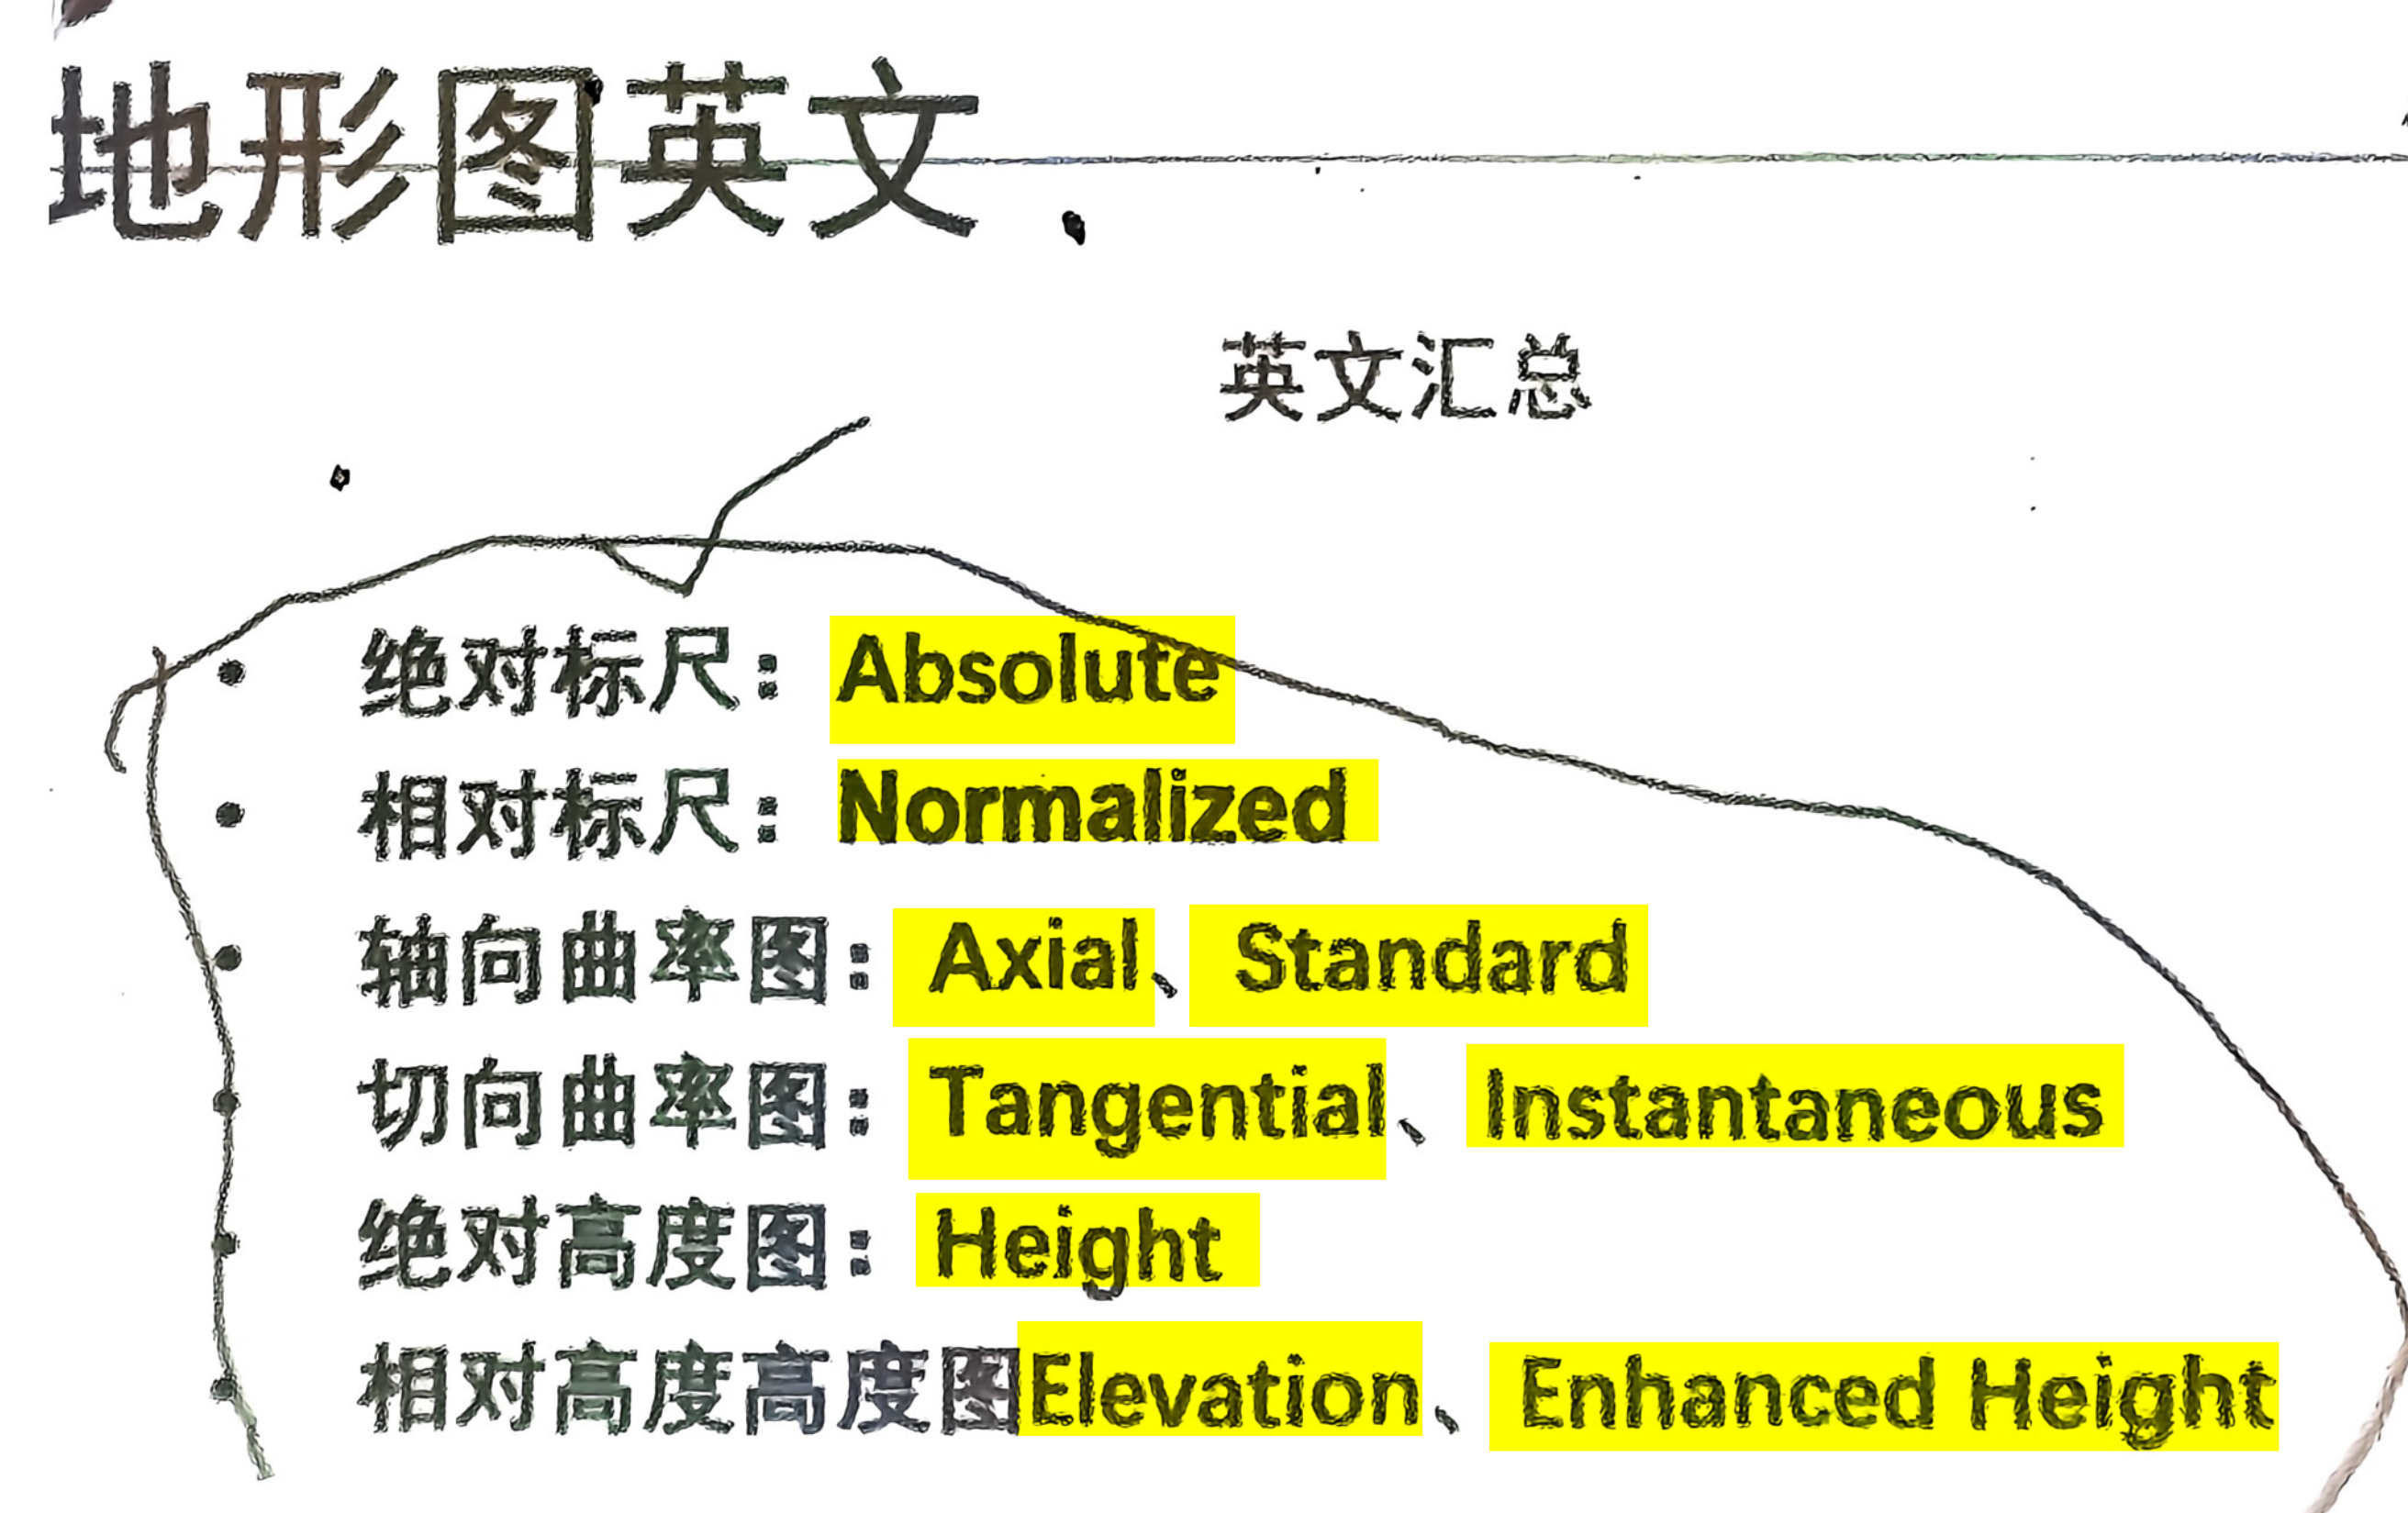 地形图英文
英文汇总
• 绝对标尺：Absolute
• 相对标尺：Normalized
• 轴向曲率图：Axial、Standard
• 切向曲率图：Tangential、Instantaneous
• 绝对高度图：Height
• 相对高度高度图Elevation、Enhanced Height